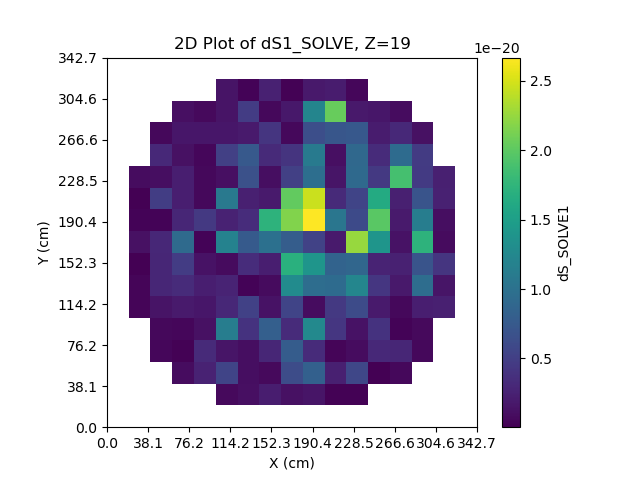 2D Plot of dS1_SOLVE, Z=19
1e−20
342.7
304.6
266.6
228.5
190.4
152.3
114.2
76.2
38.1
0.0
Y (cm)
0.0 38.1 76.2 114.2 152.3 190.4 228.5 266.6 304.6 342.7
X (cm)
2.5
2.0
1.5
1.0
0.5
dS_SOLVE1